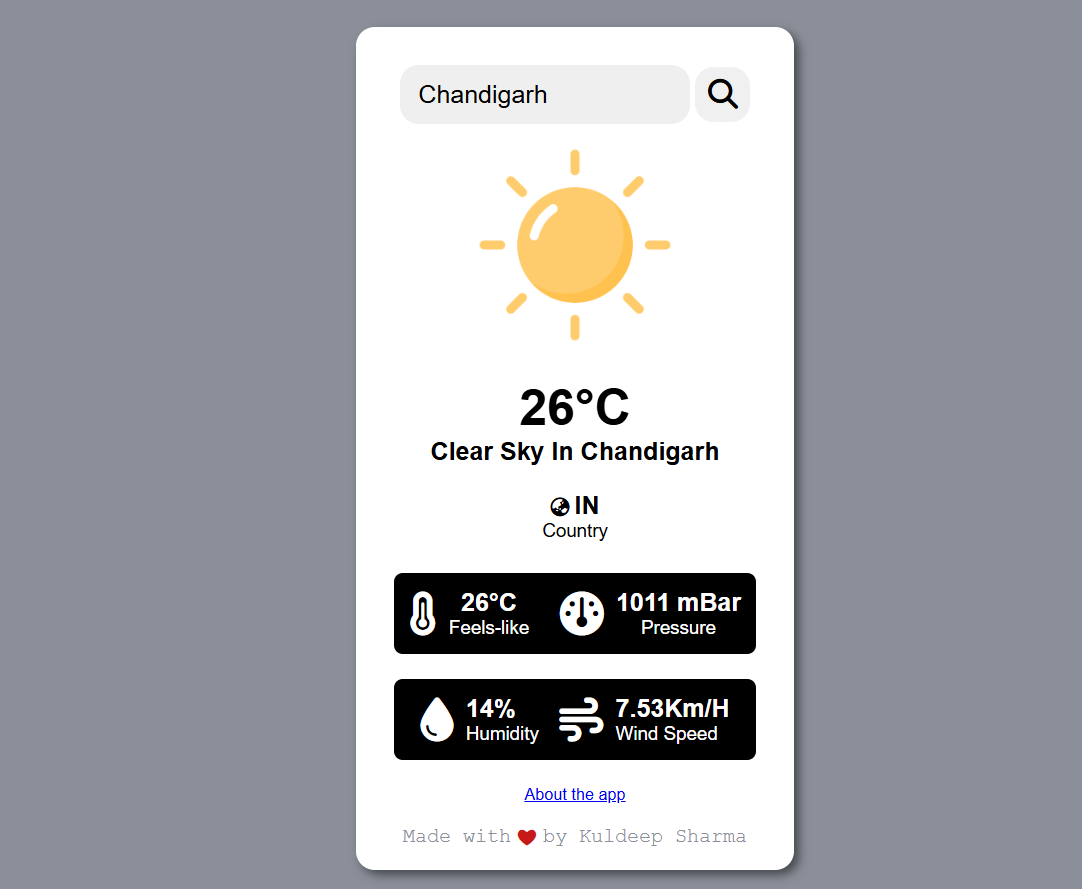 Chandigarh
26°C
Clear Sky In Chandigarh
IN
Country
26°C
Feels-like
1011 mBar
Pressure
14%
Humidity
7.53Km/H
Wind Speed
About the app
Made with ❤ by Kuldeep Sharma